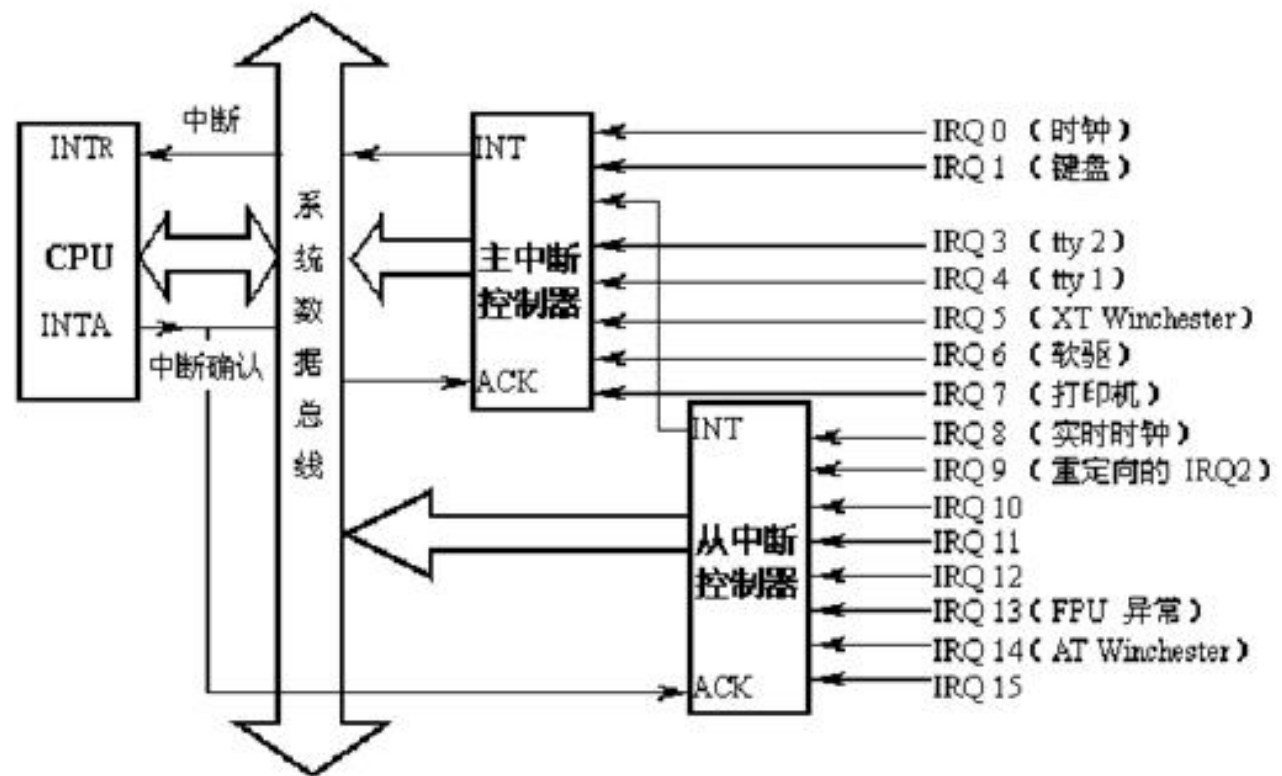 中断
INTR
CPU
INTA
中断确认
系统数据总线
INT
主中断
控制器
ACK
IRQ 0 (时钟)
IRQ 1 (键盘)
IRQ 3 (tty 2)
IRQ 4 (tty 1)
IRQ 5 (XT Winchester)
IRQ 6 (软驱)
IRQ 7 (打印机)
INT
从中断
控制器
ACK
IRQ 8 (实时时钟)
IRQ 9 (重定向的 IRQ2)
IRQ 10
IRQ 11
IRQ 12
IRQ 13 (FPU 异常)
IRQ 14 (AT Winchester)
IRQ 15